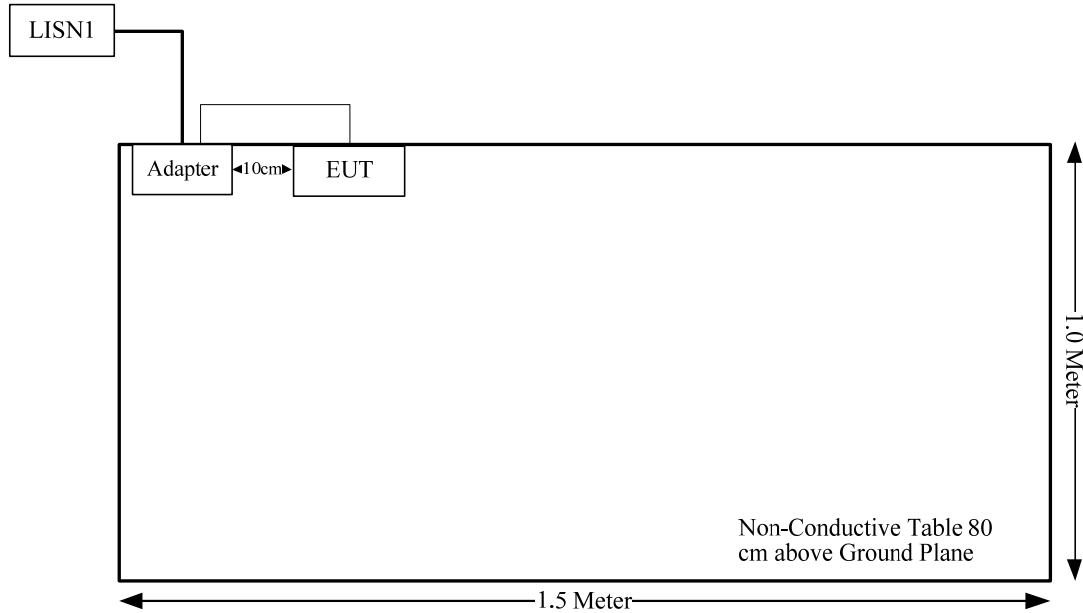 LISN1
Adapter
10cm
EUT
1.0 Meter
Non-Conductive Table 80
cm above Ground Plane
1.5 Meter